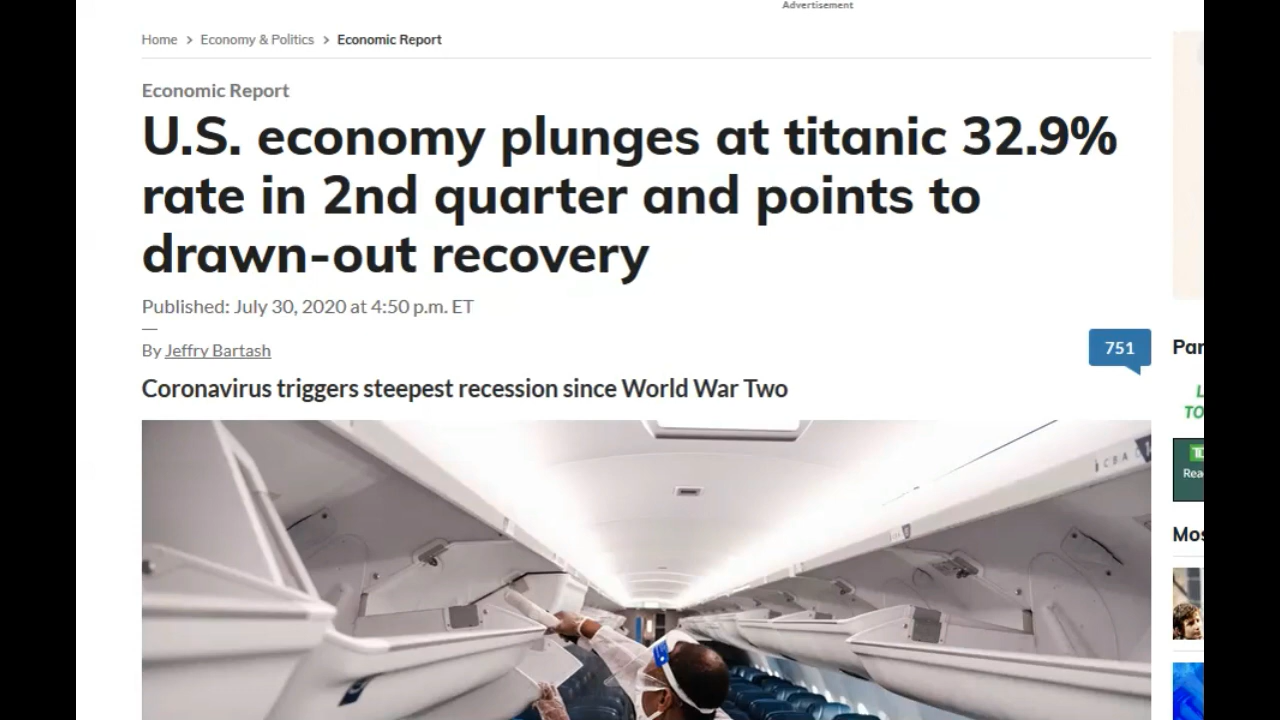 Advertisement
Home > Economy & Politics > Economic Report
Economic Report
U.S. economy plunges at titanic 32.9%
rate in 2nd quarter and points to
drawn-out recovery
Published: July 30, 2020 at 4:50 p.m. ET
By Jeffry Bartash
751
Coronavirus triggers steepest recession since World War Two